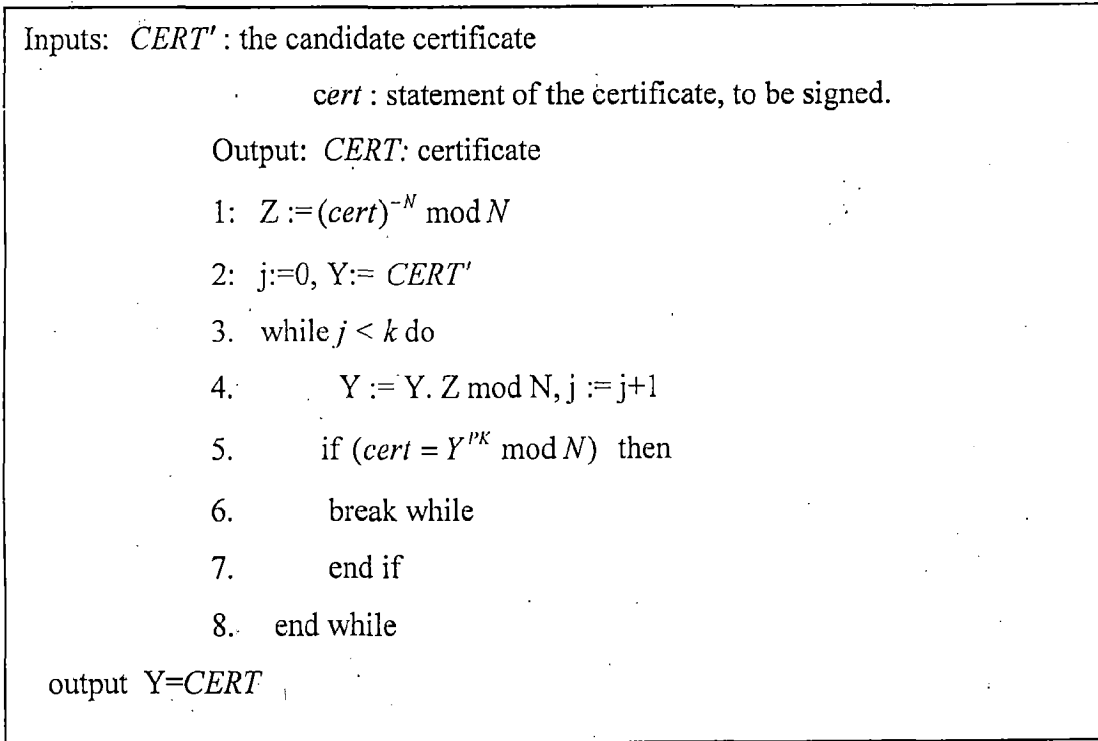 Inputs: CERT' : the candidate certificate
cert : statement of the certificate, to be signed.
Output: CERT: certificate
1: Z := (cert)^{-N} mod N
2: j:=0, Y:= CERT'
3. while j < k do
4. Y := Y. Z mod N, j := j+1
5. if (cert = Y^{PK} mod N) then
6. break while
7. end if
8. end while
output Y=CERT